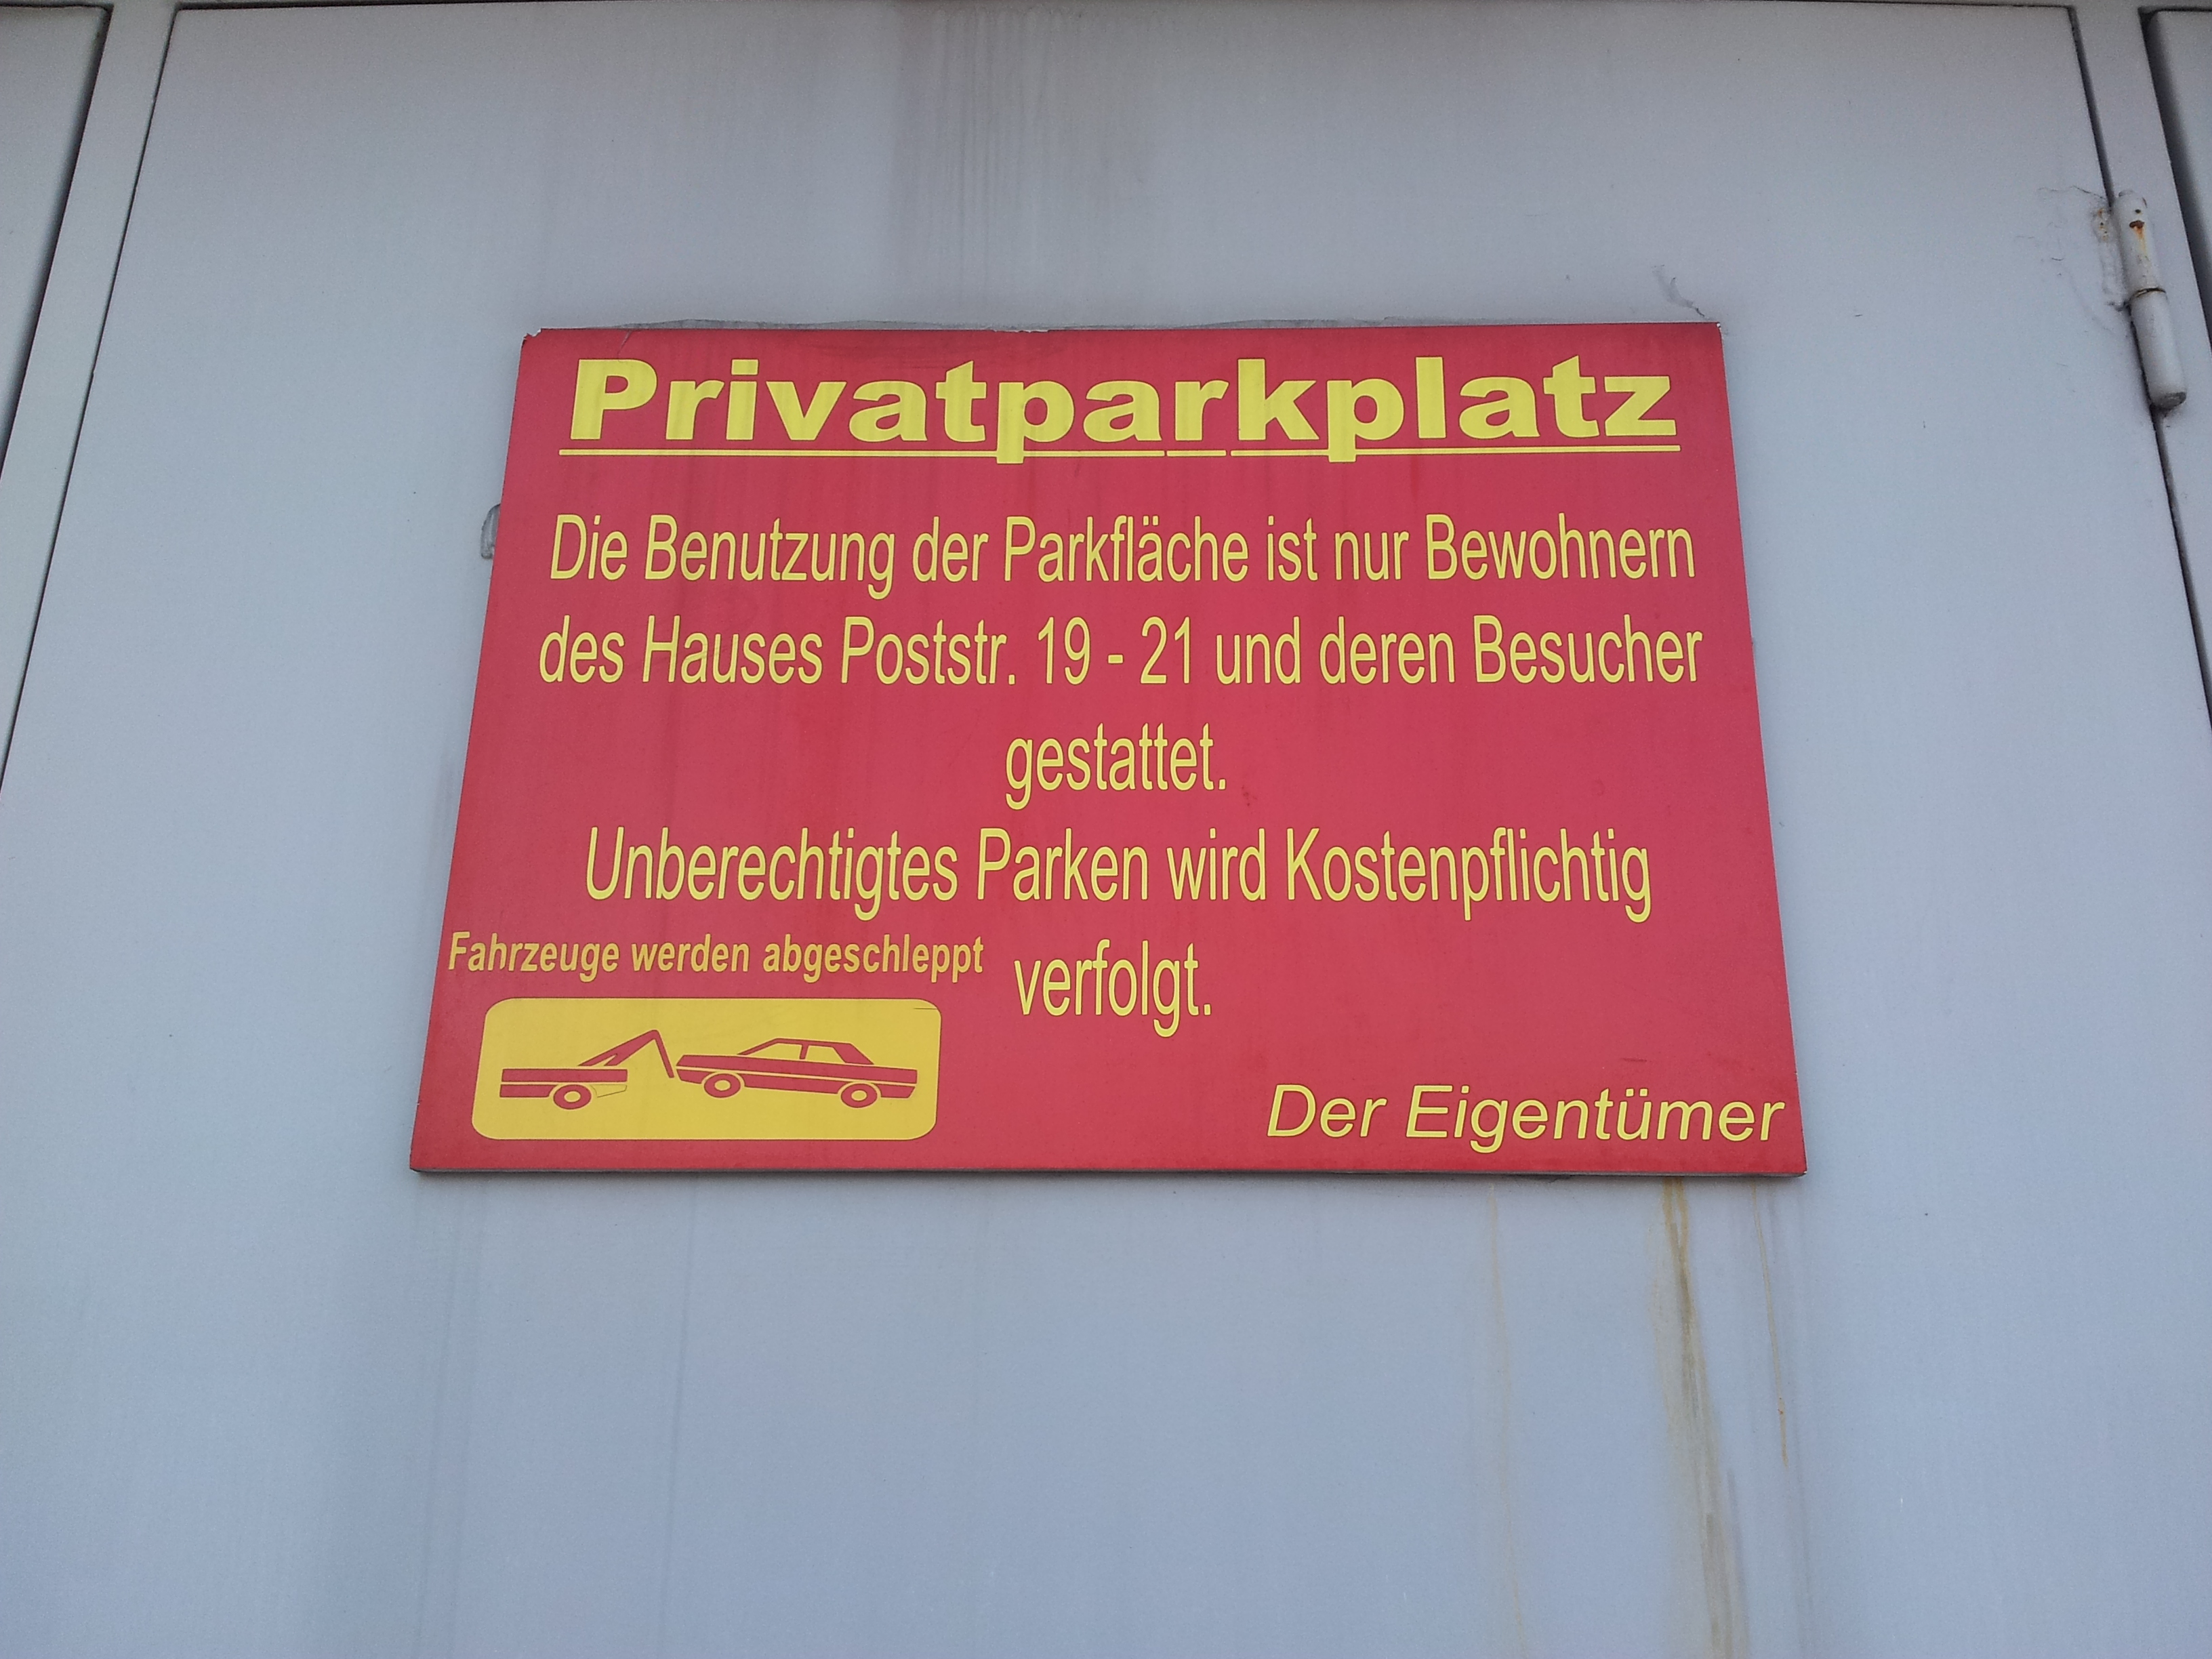 Privatparkplatz
Die Benutzung der Parkfläche ist nur Bewohnern
des Hauses Poststr. 19 - 21 und deren Besucher
gestattet.
Unberechtigtes Parken wird Kostenpflichtig
verfolgt.
Fahrzeuge werden abgeschleppt
Der Eigentümer